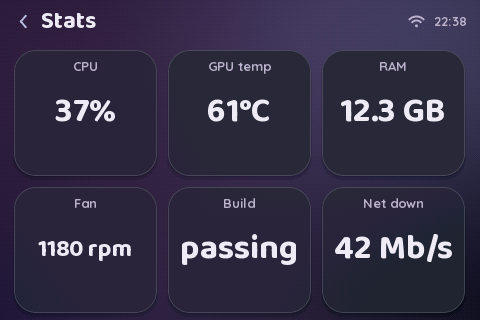 Stats
22:38
CPU
GPU temp
RAM
37%
61°C
12.3 GB
Fan
Build
Net down
1180 rpm
passing
42 Mb/s